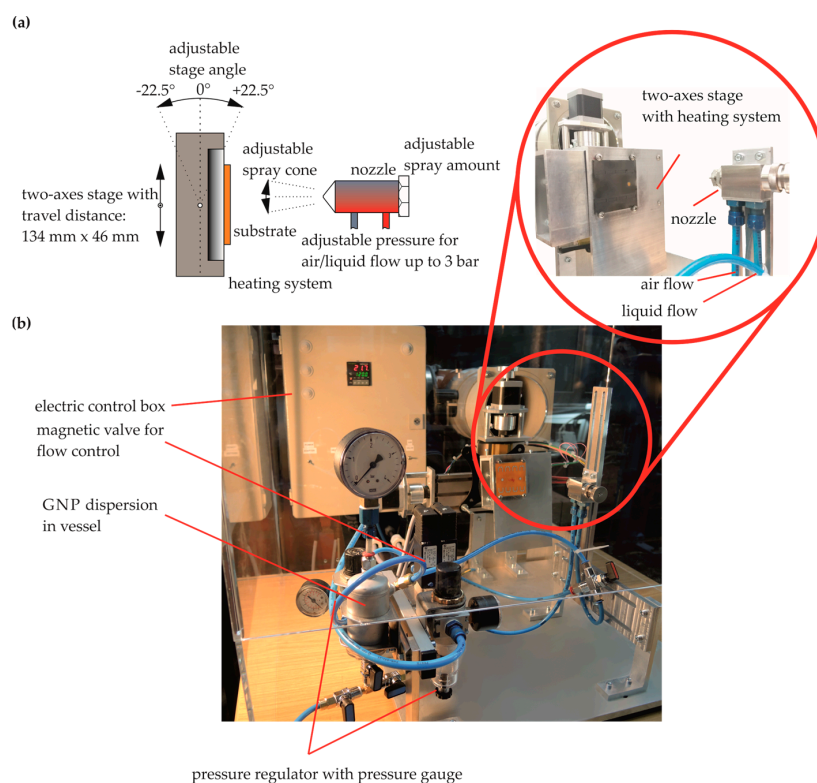 (a)
adjustable
stage angle
-22.5° 0° +22.5°
two-axes stage with
travel distance:
134 mm x 46 mm
adjustable
spray cone
substrate
heating system
nozzle
adjustable
spray amount
adjustable pressure for
air/liquid flow up to 3 bar
two-axes stage
with heating system
nozzle
air flow
liquid flow
(b)
electric control box
magnetic valve for
flow control
GNP dispersion
in vessel
pressure regulator with pressure gauge